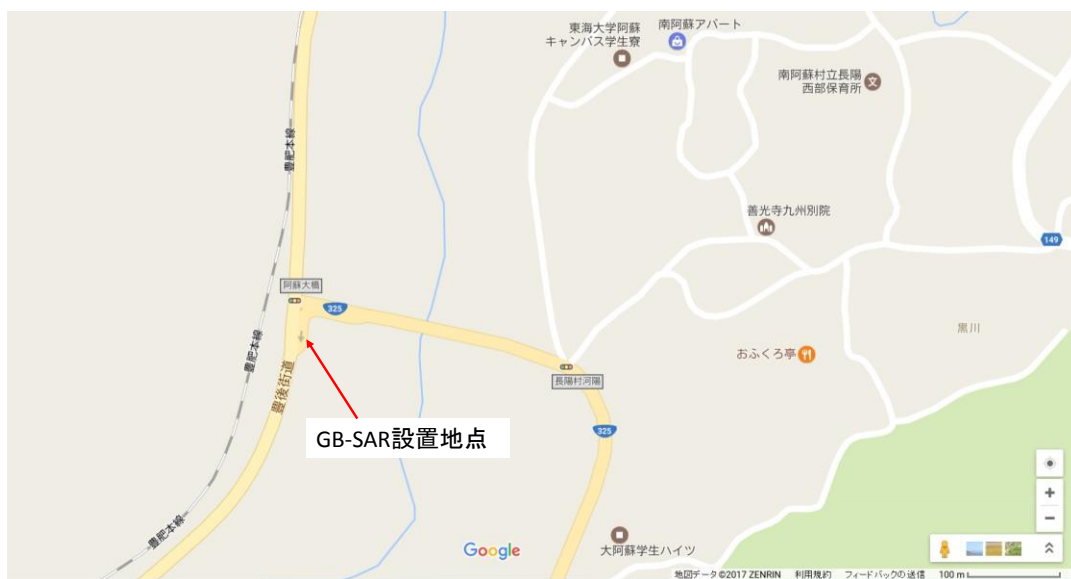 東海大学阿蘇
キャンパス学生寮
南阿蘇アパート
南阿蘇村立長陽
西部保育所
文
豊肥本線
善光寺九州別院
149
阿蘇大橋
325
黒川
豊肥本線
おふくろ亭
豊後街道
長陽村河陽
325
GB-SAR設置地点
豊肥本線
Google
大阿蘇学生ハイツ
地図データ©2017 ZENRIN 利用規約 フィードバックの送信 100 m